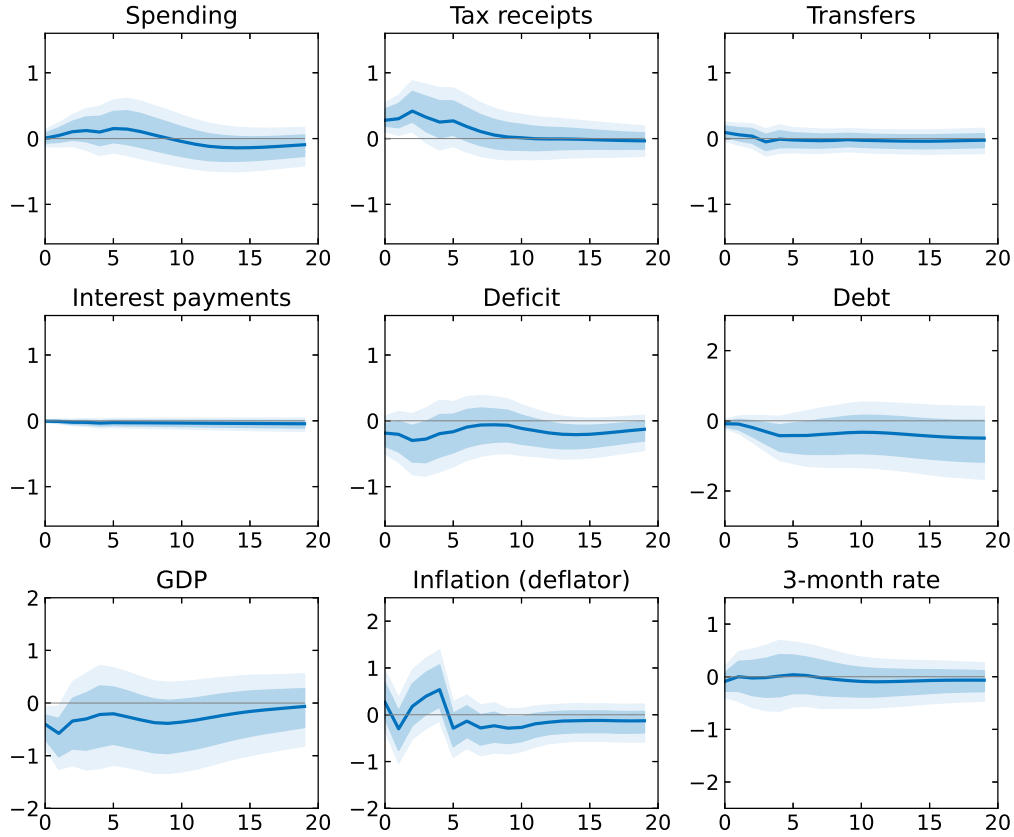 Spending Tax receipts Transfers
1 1 1
0 0 0
−1 −1 −1
0 5 10 15 20 0 5 10 15 20 0 5 10 15 20
Interest payments Deficit Debt
1 1 2
0 0 0
−1 −1 −2
0 5 10 15 20 0 5 10 15 20 0 5 10 15 20
GDP Inflation (deflator) 3-month rate
2 2 1
1 1 0
0 0 −1
−1 −1 −2
−2 −2
0 5 10 15 20 0 5 10 15 20 0 5 10 15 20